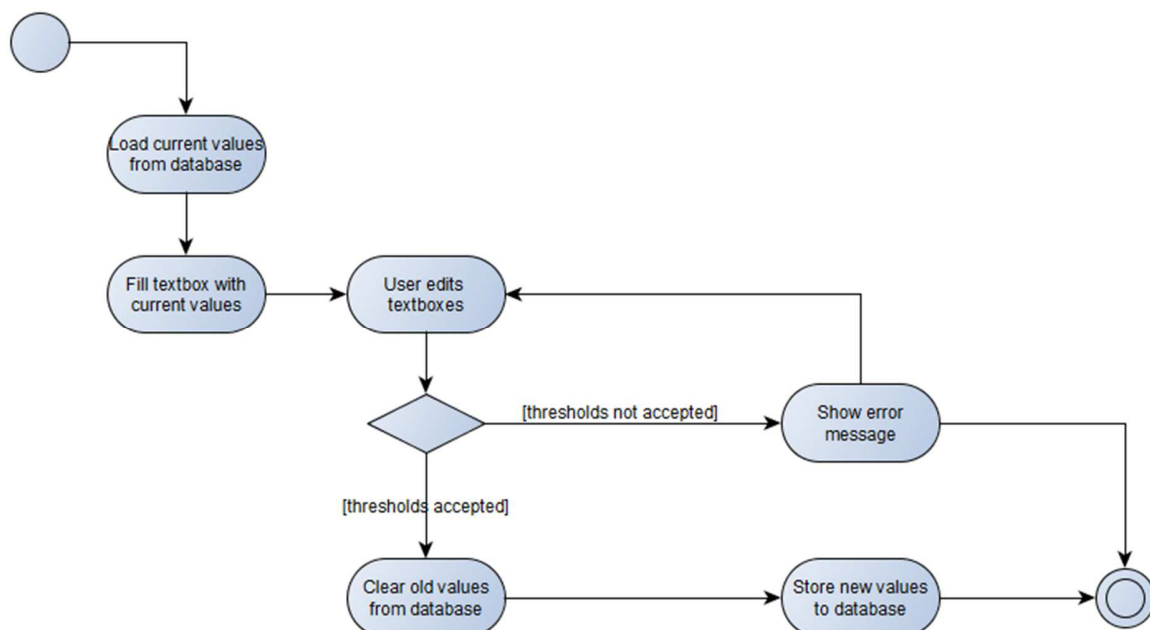 Load current values
from database
Fill textbox with
current values
User edits
textboxes
[thresholds not accepted]
Show error
message
[thresholds accepted]
Clear old values
from database
Store new values
to database